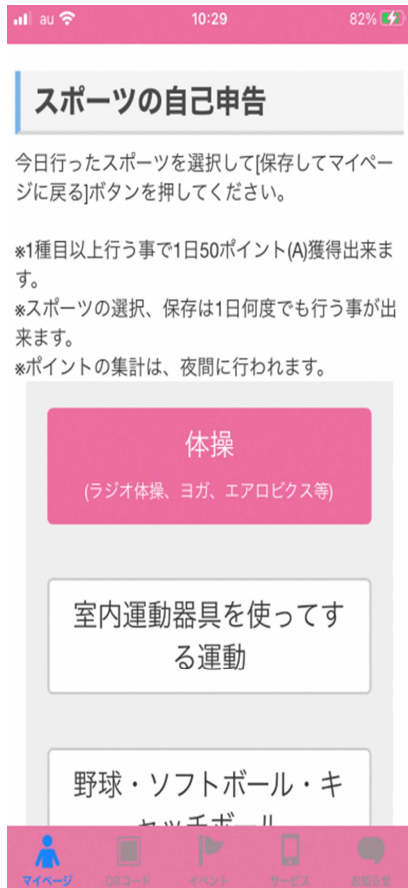 au 10:29 82%
スポーツの自己申告
今日行ったスポーツを選択して[保存してマイペー
ジに戻る]ボタンを押してください。
※1種目以上行う事で1日50ポイント(A)獲得出来ま
す。
※スポーツの選択、保存は1日何度でも行う事が出
来ます。
※ポイントの集計は、夜間に行われます。
体操
(ラジオ体操、ヨガ、エアロビクス等)
室内運動器具を使ってす
る運動
野球・ソフトボール・キ
ャッチボール
マイページ QRコード イベント サービス お知らせ